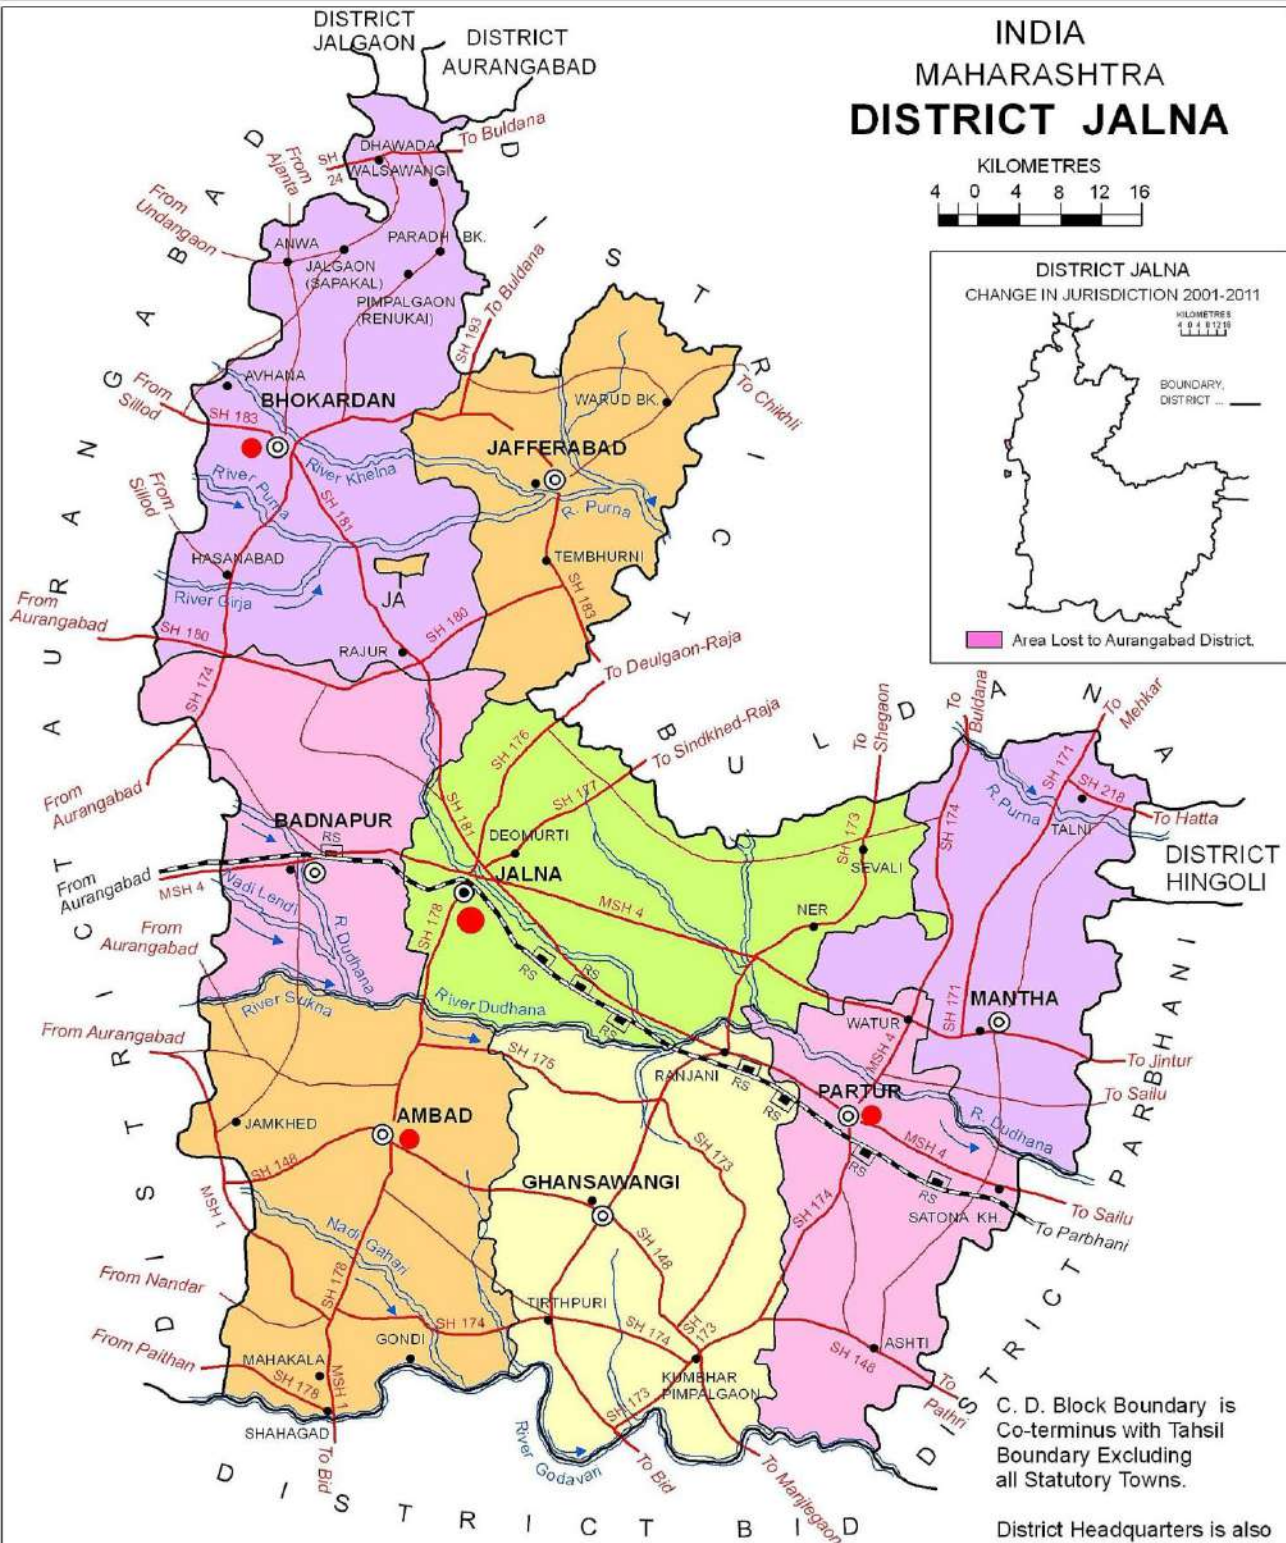 DISTRICT
JALGAON
DISTRICT
AURANGABAD
INDIA
MAHARASHTRA
DISTRICT JALNA
KILOMETRES
4 0 4 8 12 16
DISTRICT JALNA
CHANGE IN JURISDICTION 2001-2011
KILOMETRES
4 0 4 8 12 16
BOUNDARY,
DISTRICT ...
Area Lost to Aurangabad District.
DISTRICT AURANGABAD
DISTRICT BULDANA
From
Ajanta
SH
24
To Buldana
DHAWADA
WALSAWANGI
From
Undangaon
ANWA
PARADH BK.
JALGAON
(SAPAKAL)
PIMPALGAON
(RENUKAI)
SH 193
To Buldana
AVHANA
BHOKARDAN
From
Sillod
SH 183
WARUD BK.
To Chikhli
JAFFERABAD
River Khelna
River Purna
SH 181
R. Purna
From
Sillod
HASANABAD
TEMBHURNI
River Girja
JA
SH 183
From
Aurangabad
SH 180
RAJUR
SH 180
To Deulgaon-Raja
SH 174
SH 176
To Sindkhed-Raja
To
Shegaon
To
Buldana
To
Mehkar
From
Aurangabad
SH 181
SH 177
SH 171
SH 218
R. Purna
To Hatta
BADNAPUR
RS
DEOMURTI
SH 173
SH 174
TALNI
From
Aurangabad
MSH 4
JALNA
SEVALI
DISTRICT
HINGOLI
Nadi Lendi
R. Dudhana
SH 178
MSH 4
NER
From
Aurangabad
RS
RS
River Sukna
River Dudhana
RS
SH 171
MANTHA
WATUR
From Aurangabad
SH 175
RANJANI
RS
RS
MSH 4
To Jintur
PARTUR
To Sailu
JAMKHED
AMBAD
R. Dudhana
SH 148
SH 173
MSH 4
RS
RS
MSH 1
GHANSAWANGI
SH 174
SATONA KH.
To Sailu
To Parbhani
DISTRICT PARBHANI
Nadi Gahari
SH 148
From Nandar
SH 178
TIRTHPURI
SH 174
SH 174
SH
173
From Paithan
GONDI
MAHAKALA
SH 178
MSH 1
KUMBHAR
PIMPALGAON
SH 148
ASHTI
To
Pathri
SHAHAGAD
SH 173
To Bid
River Godavari
To Bid
To Manjlegaon
DISTRICT BID
C. D. Block Boundary is
Co-terminus with Tahsil
Boundary Excluding
all Statutory Towns.
District Headquarters is also